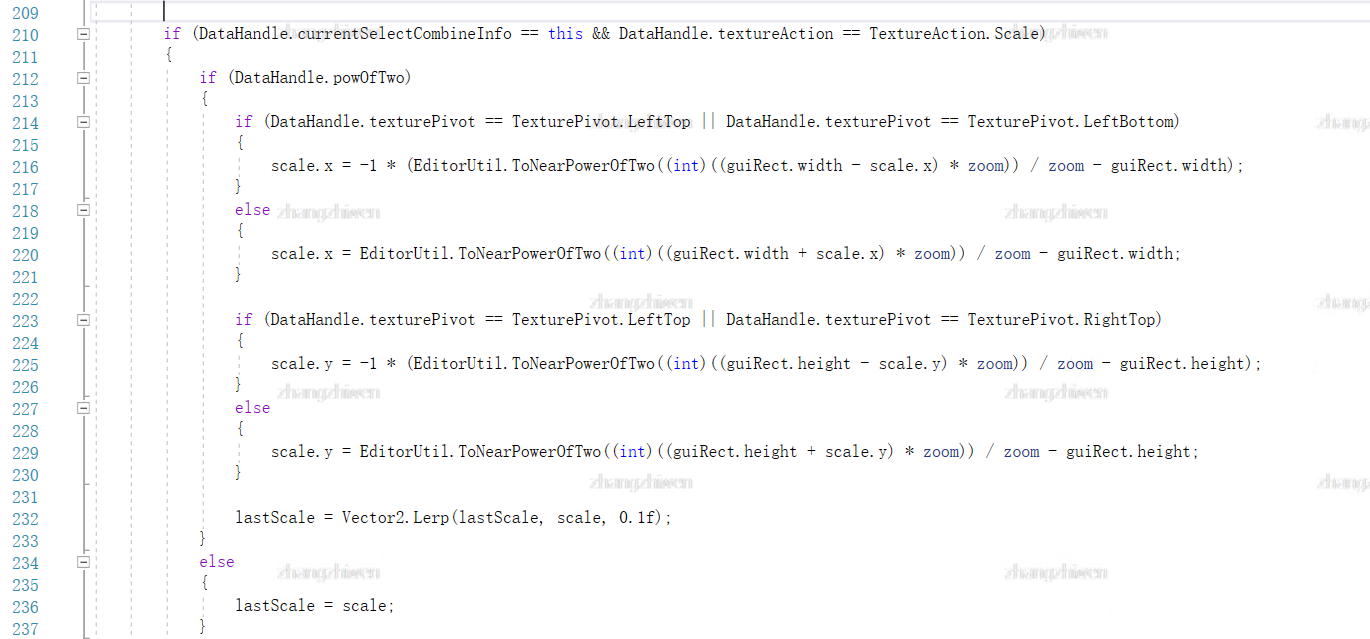 209
210 if (DataHandle.currentSelectCombineInfo == this && DataHandle.textureAction == TextureAction.Scale)
211 {
212 if (DataHandle.powOfTwo)
213 {
214 if (DataHandle.texturePivot == TexturePivot.LeftTop || DataHandle.texturePivot == TexturePivot.LeftBottom)
215 {
216 scale.x = -1 * (EditorUtil.ToNearPowerOfTwo((int)((guiRect.width - scale.x) * zoom)) / zoom - guiRect.width);
217 }
218 else
219 {
220 scale.x = EditorUtil.ToNearPowerOfTwo((int)((guiRect.width + scale.x) * zoom)) / zoom - guiRect.width;
221 }
222
223 if (DataHandle.texturePivot == TexturePivot.LeftTop || DataHandle.texturePivot == TexturePivot.RightTop)
224 {
225 scale.y = -1 * (EditorUtil.ToNearPowerOfTwo((int)((guiRect.height - scale.y) * zoom)) / zoom - guiRect.height);
226 }
227 else
228 {
229 scale.y = EditorUtil.ToNearPowerOfTwo((int)((guiRect.height + scale.y) * zoom)) / zoom - guiRect.height;
230 }
231
232 lastScale = Vector2.Lerp(lastScale, scale, 0.1f);
233 }
234 else
235 {
236 lastScale = scale;
237 }